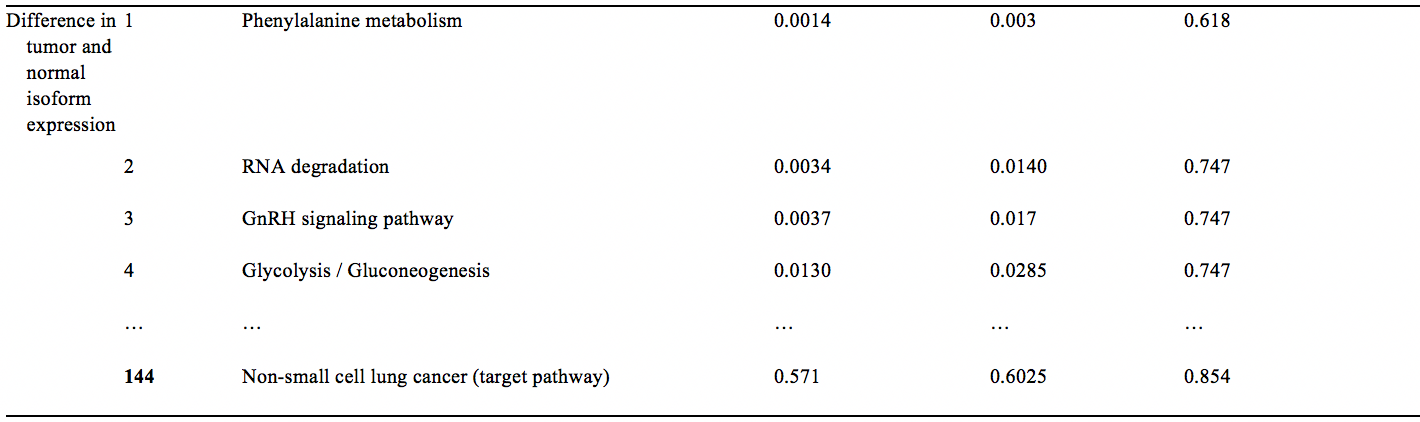 Difference in 1 Phenylalanine metabolism 0.0014 0.003 0.618
tumor and
normal
isoform
expression
2 RNA degradation 0.0034 0.0140 0.747
3 GnRH signaling pathway 0.0037 0.017 0.747
4 Glycolysis / Gluconeogenesis 0.0130 0.0285 0.747
… … … … …
144 Non-small cell lung cancer (target pathway) 0.571 0.6025 0.854